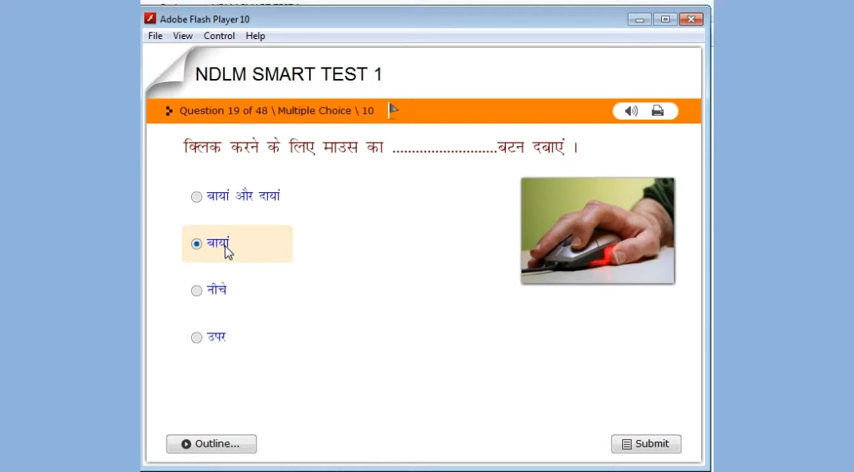 Adobe Flash Player 10
File View Control Help
NDLM SMART TEST 1
Question 19 of 48 \ Multiple Choice \ 10
क्लिक करने के लिए माउस का ...........................बटन दबाएं ।
बायां और दायां
बायां
नीचे
उपर
Outline...
Submit